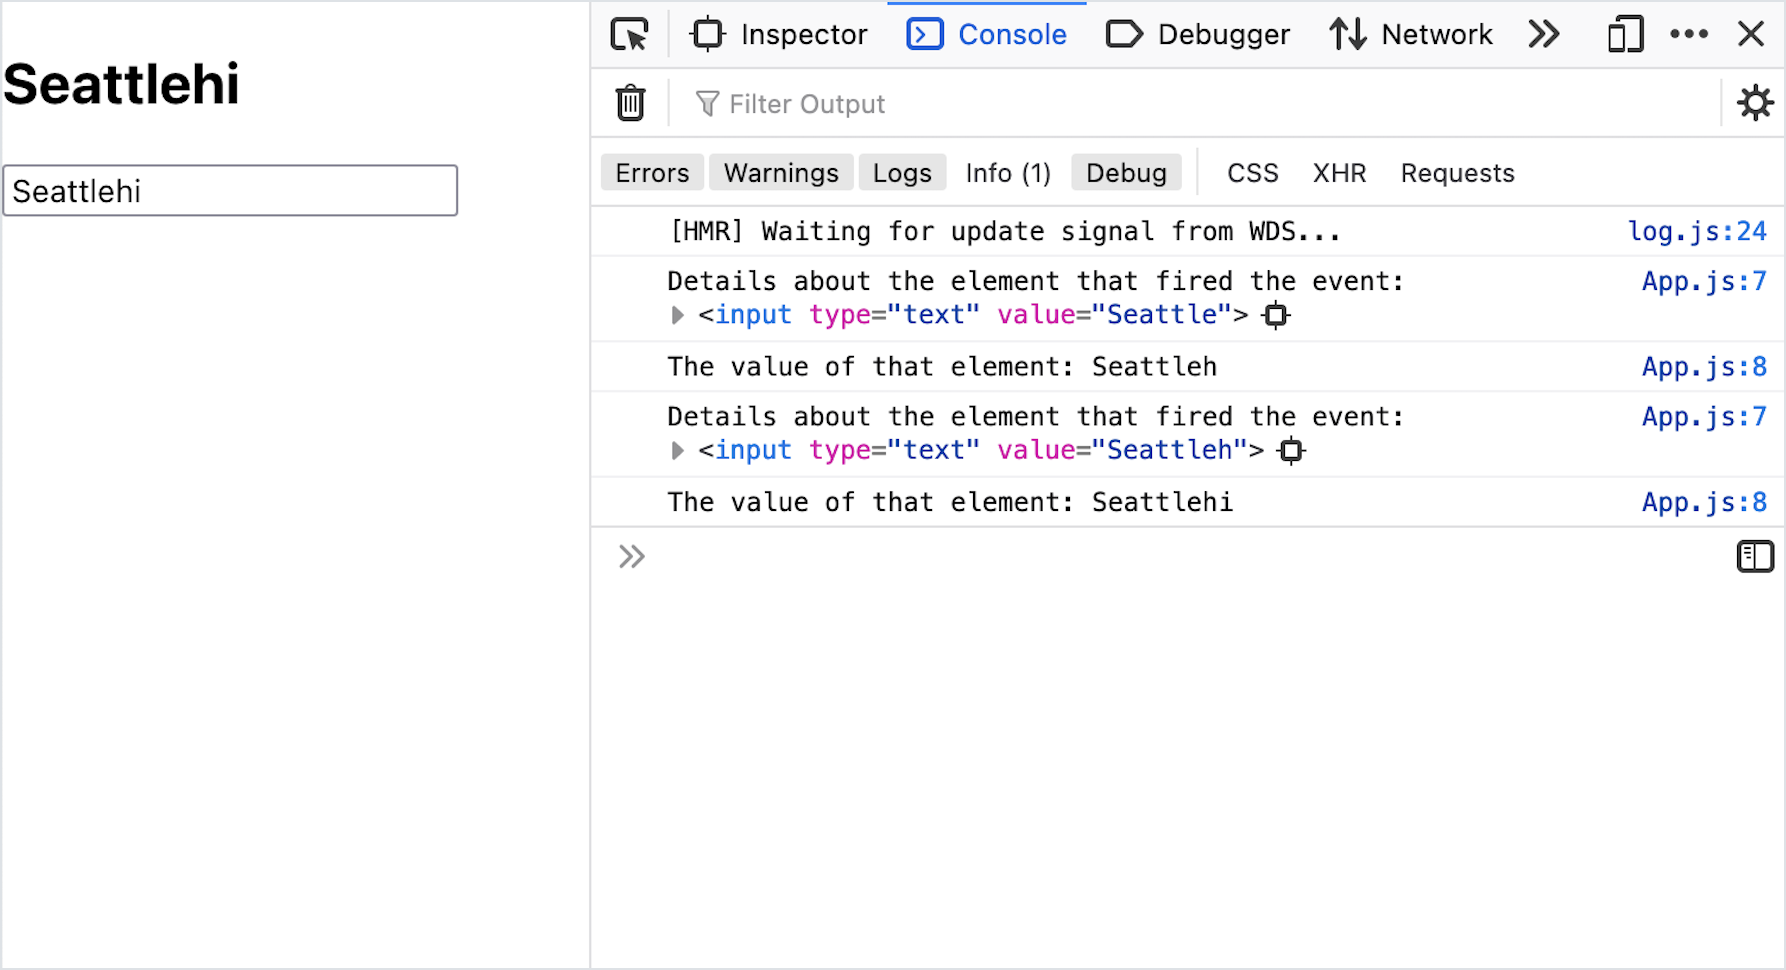 Seattlehi
Seattlehi
Inspector Console Debugger Network
Filter Output
Errors Warnings Logs Info (1) Debug CSS XHR Requests
[HMR] Waiting for update signal from WDS... log.js:24
Details about the element that fired the event: App.js:7
<input type="text" value="Seattle">
The value of that element: Seattleh App.js:8
Details about the element that fired the event: App.js:7
<input type="text" value="Seattleh">
The value of that element: Seattlehi App.js:8